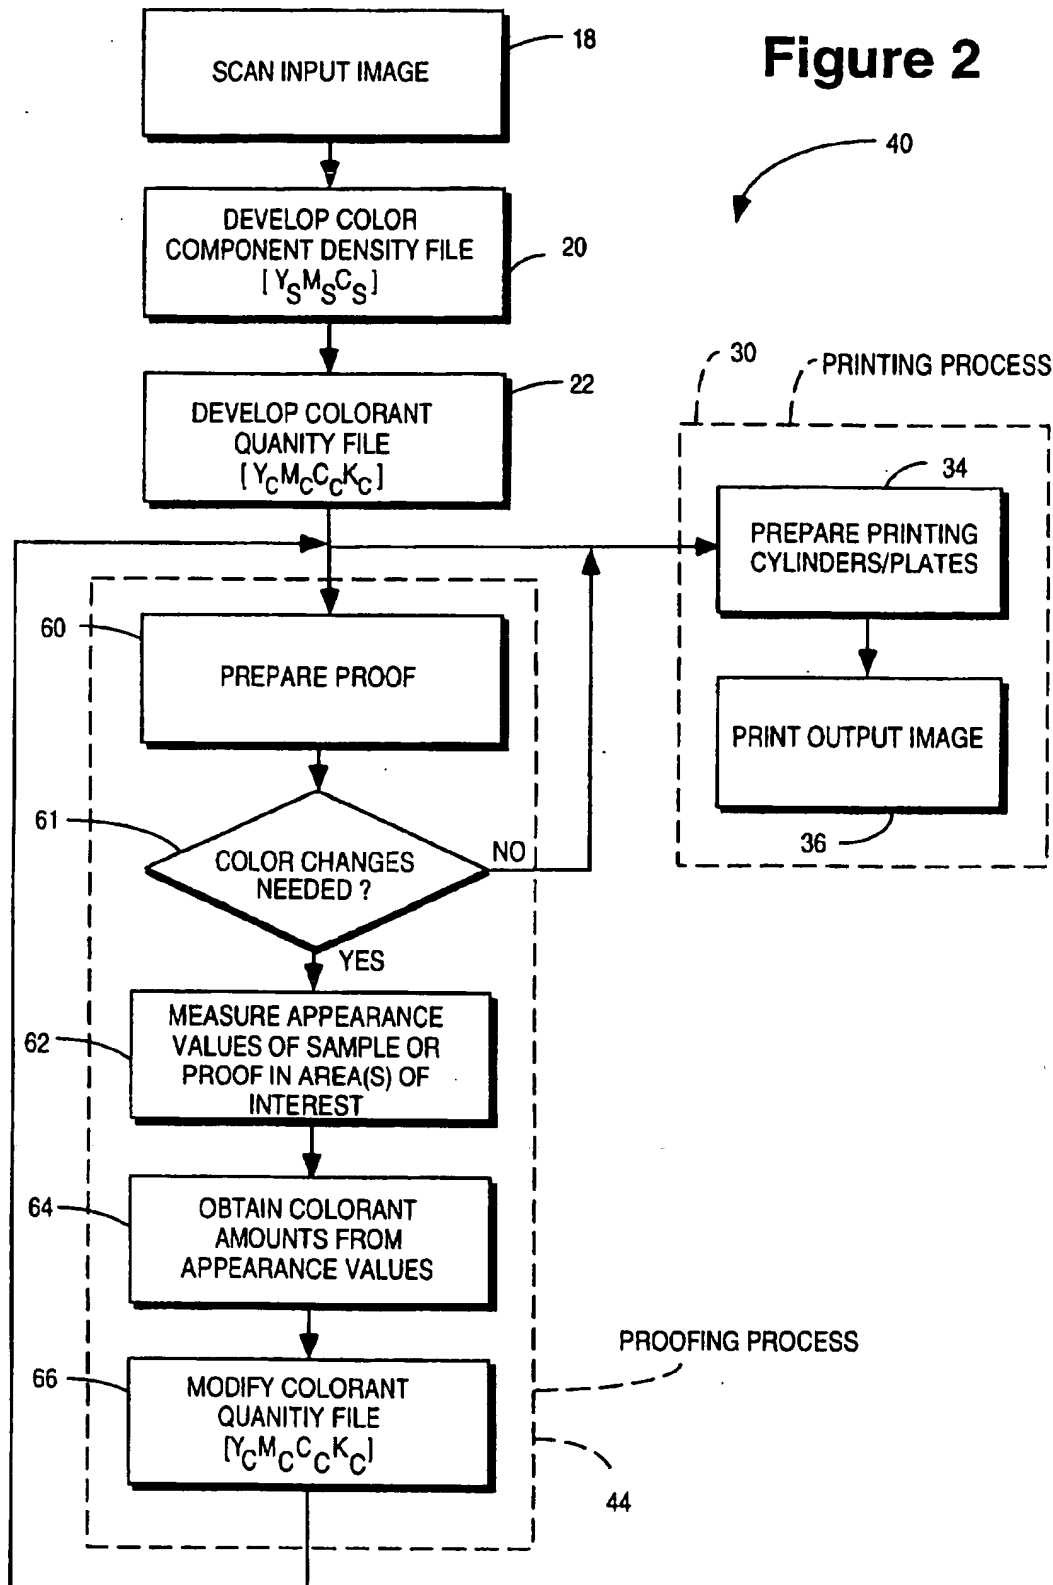 Figure 2
40
SCAN INPUT IMAGE
18
DEVELOP COLOR
COMPONENT DENSITY FILE
[YSMSCS]
20
DEVELOP COLORANT
QUANITY FILE
[YCMCCCKC]
22
30
PRINTING PROCESS
34
PREPARE PRINTING
CYLINDERS/PLATES
PRINT OUTPUT IMAGE
36
60
PREPARE PROOF
61
COLOR CHANGES
NEEDED ?
NO
YES
62
MEASURE APPEARANCE
VALUES OF SAMPLE OR
PROOF IN AREA(S) OF
INTEREST
64
OBTAIN COLORANT
AMOUNTS FROM
APPEARANCE VALUES
66
MODIFY COLORANT
QUANITIY FILE
[YCMCCCKC]
PROOFING PROCESS
44